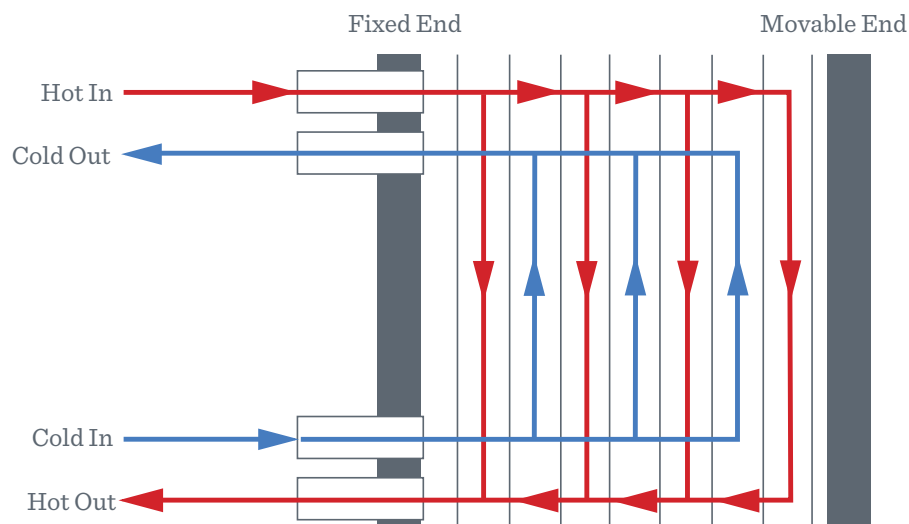 Fixed End
Movable End
Hot In
Cold Out
Cold In
Hot Out